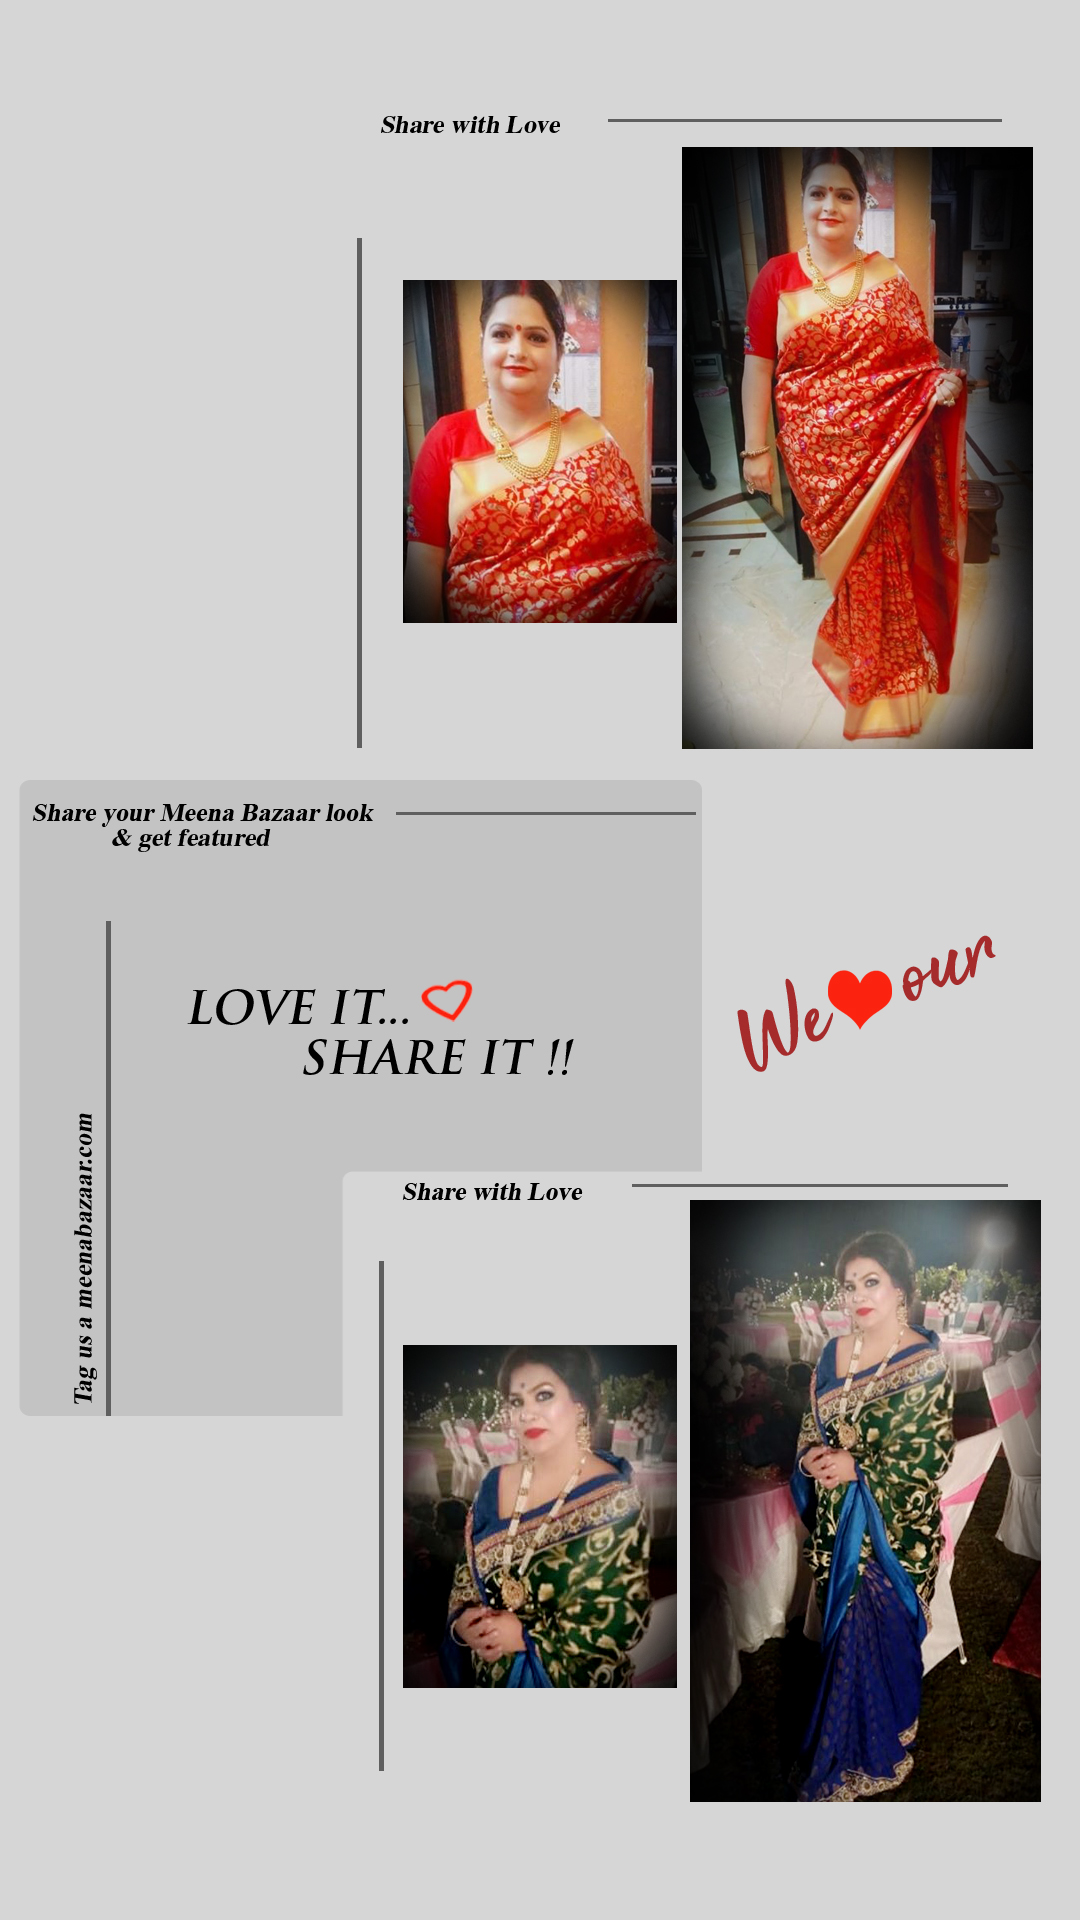 Share with Love
Share your Meena Bazaar look
& get featured
LOVE IT...
SHARE IT !!
We our
Tag us a meenabazaar.com
Share with Love